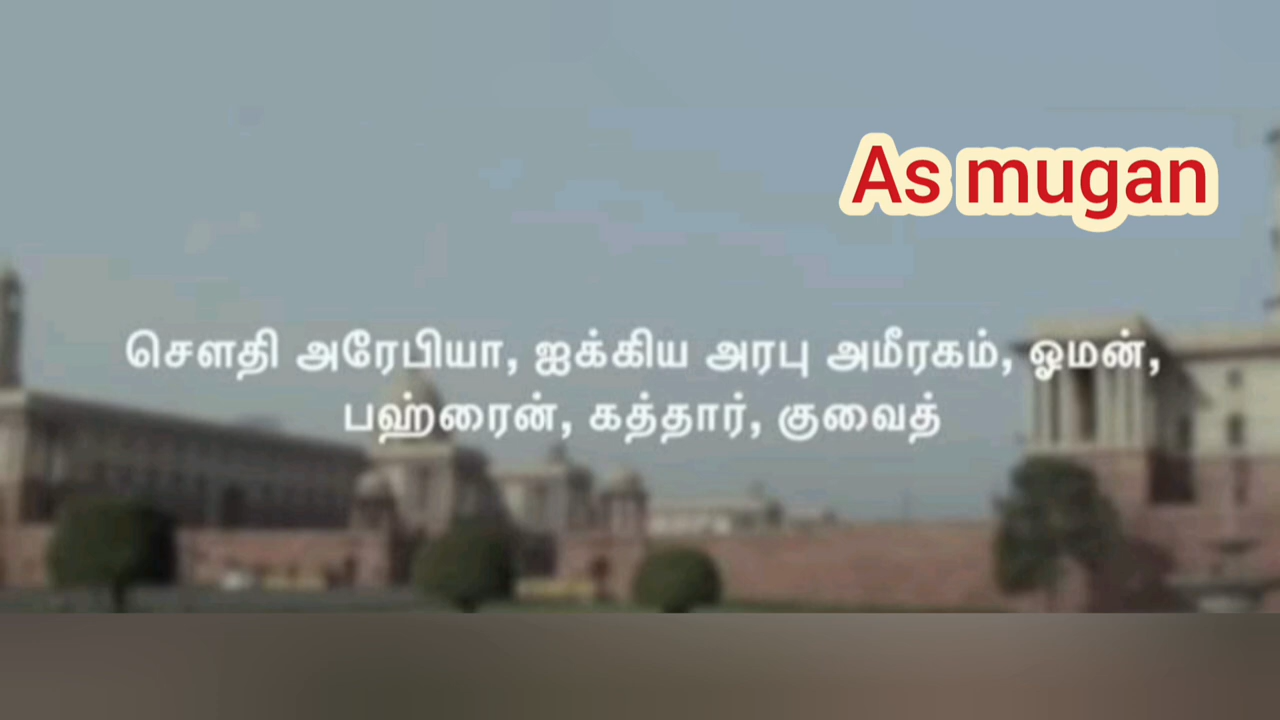 As mugan
சௌதி அரேபியா, ஐக்கிய அரபு அமீரகம், ஓமன்,
பஹ்ரைன், கத்தார், குவைத்